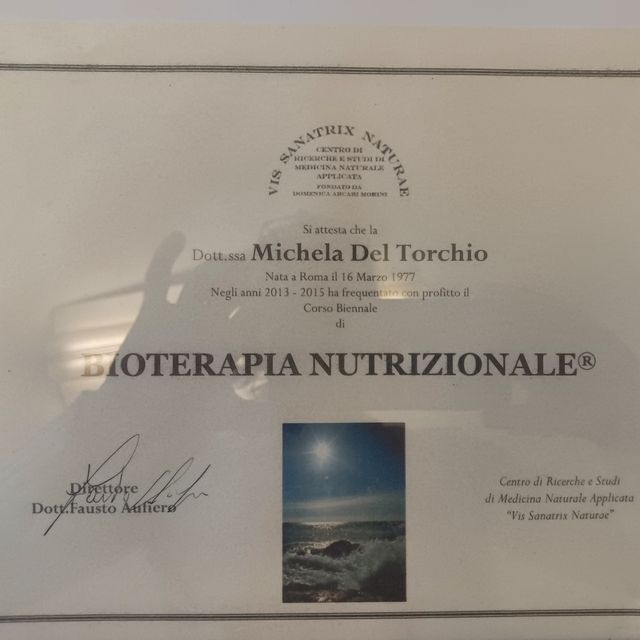 VIS SANATRIX NATURAE
CENTRO DI
RICERCHE E STUDI DI
MEDICINA NATURALE
APPLICATA
FONDATO DA
DOMENICA ARCARI MORINI
Si attesta che la
Dott.ssa Michela Del Torchio
Nata a Roma il 16 Marzo 1977
Negli anni 2013 - 2015 ha frequentato con profitto il
Corso Biennale
di
BIOTERAPIA NUTRIZIONALE®
Direttore
Dott.Fausto Aufiero
Centro di Ricerche e Studi
di Medicina Naturale Applicata
“Vis Sanatrix Naturae”